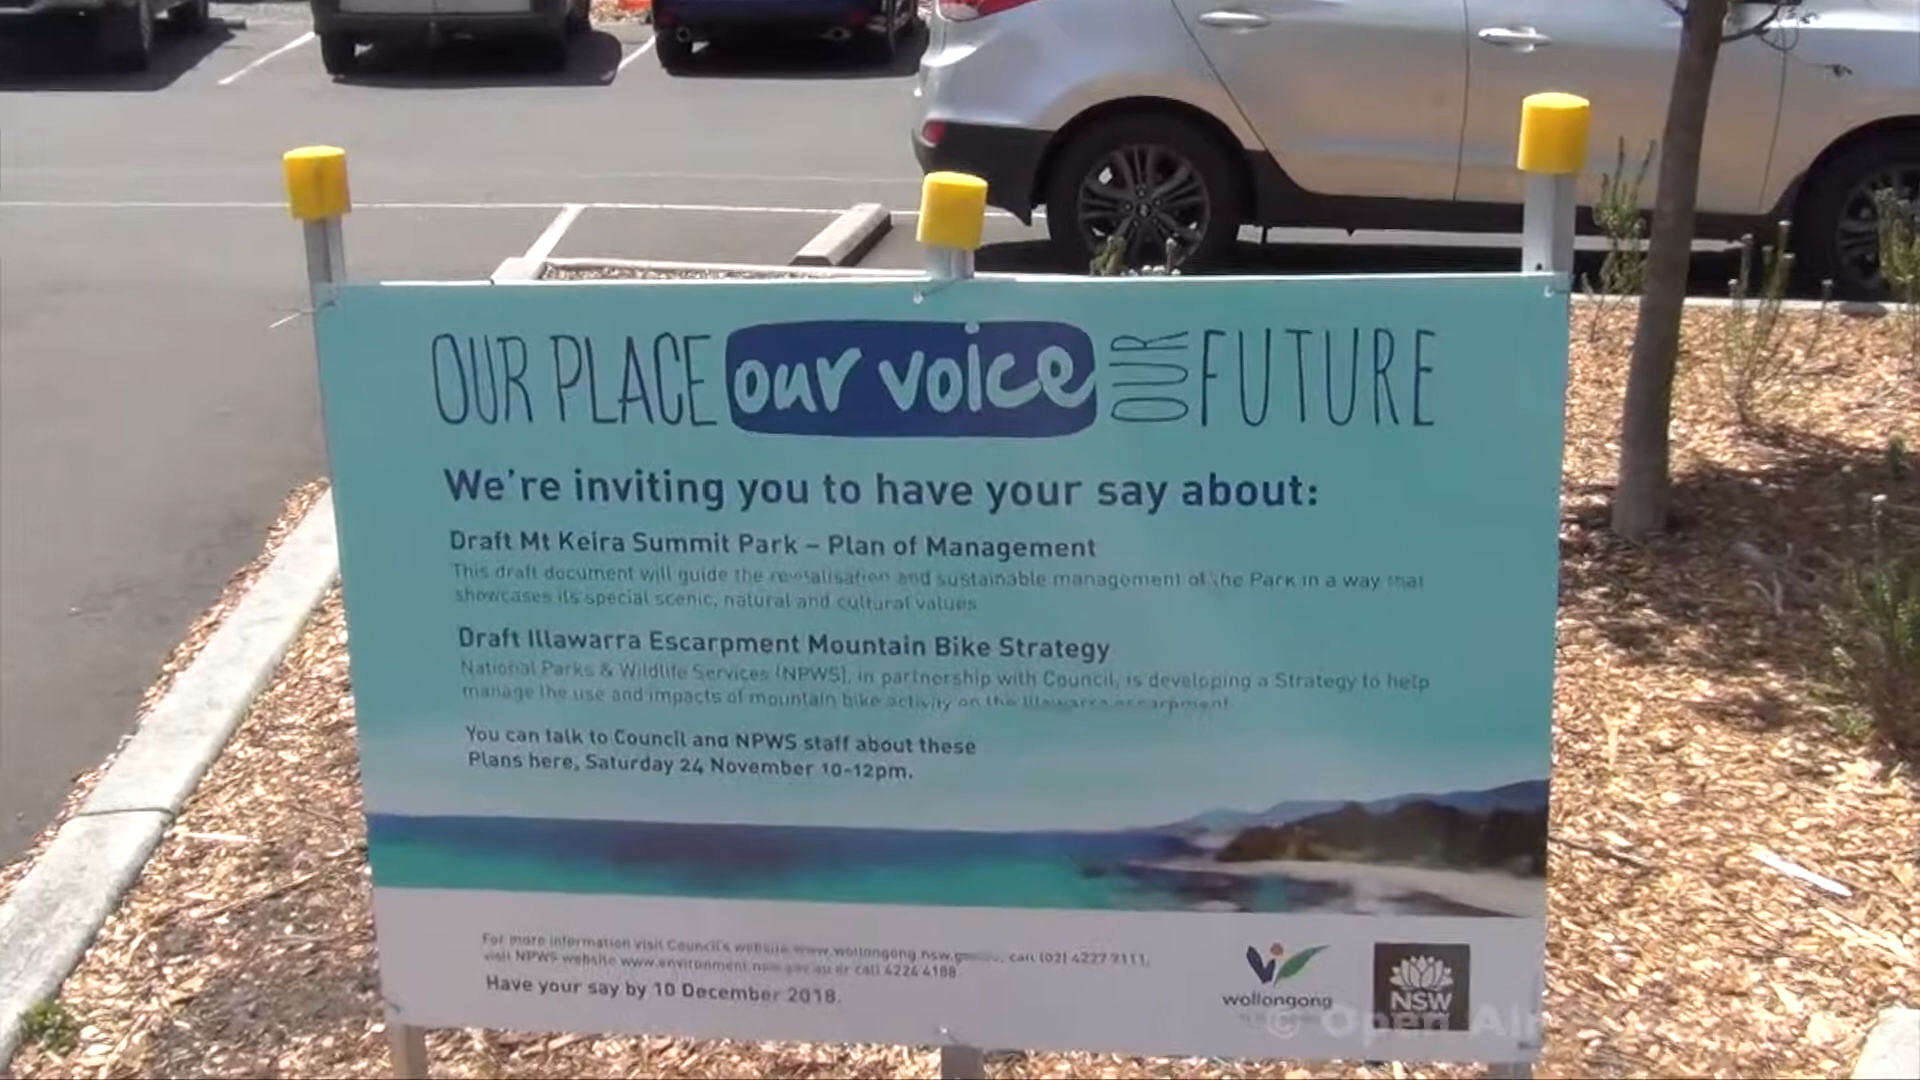 OUR PLACE our voice OUR FUTURE
We're inviting you to have your say about:
Draft Mt Keira Summit Park – Plan of Management
This draft document will guide the revitalisation and sustainable management of the Park in a way that
showcases its special scenic, natural and cultural values
Draft Illawarra Escarpment Mountain Bike Strategy
National Parks & Wildlife Services (NPWS), in partnership with Council, is developing a Strategy to help
manage the use and impacts of mountain bike activity on the Illawarra escarpment
You can talk to Council and NPWS staff about these
Plans here, Saturday 24 November 10-12pm.
For more information visit Council's website www.wollongong.nsw.gov.au, call (02) 4227 7111,
visit NPWS website www.environment.nsw.gov.au or call 4224 4188
Have your say by 10 December 2018.
wollongong
NSW
© Open Air